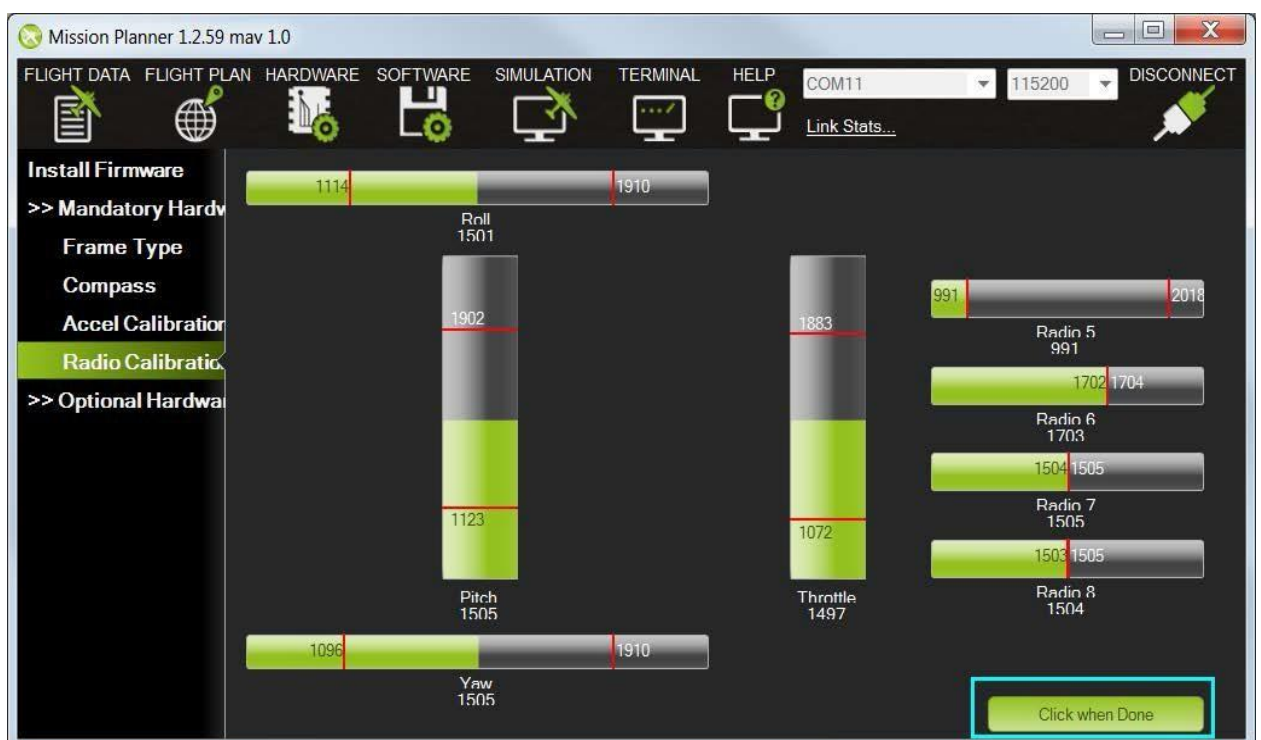 Mission Planner 1.2.59 mav 1.0
FLIGHT DATA FLIGHT PLAN HARDWARE SOFTWARE SIMULATION TERMINAL HELP COM11 115200 DISCONNECT
Link Stats...
Install Firmware
>> Mandatory Hardw
Frame Type
Compass
Accel Calibration
Radio Calibratio
>> Optional Hardwar
1114 1910
Roll
1501
1902
1123
Pitch
1505
1883
1072
Throttle
1497
991 2018
Radio 5
991
1702 1704
Radio 6
1703
1504 1505
Radio 7
1505
1503 1505
Radio 8
1504
1096 1910
Yaw
1505
Click when Done